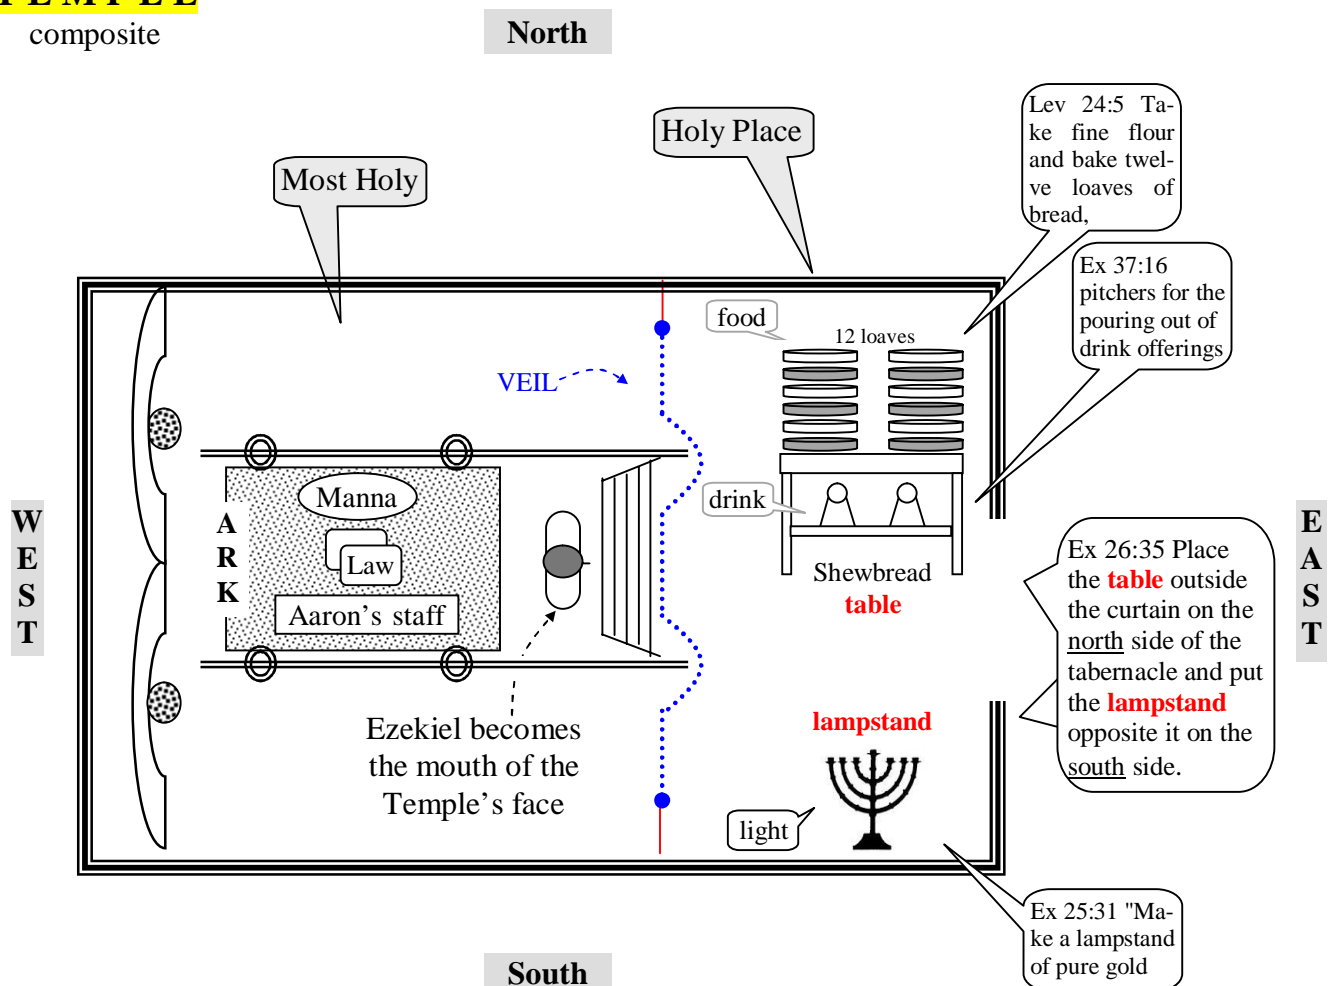 TEMPLE
composite
North
Lev 24:5 Ta-
ke fine flour
and bake twel-
ve loaves of
bread,
Holy Place
Most Holy
Ex 37:16
pitchers for the
pouring out of
drink offerings
food
12 loaves
VEIL
Manna
drink
A
R
K
Law
Aaron's staff
Shewbread
table
W
E
S
T
E
A
S
T
Ex 26:35 Place
the table outside
the curtain on the
north side of the
tabernacle and put
the lampstand
opposite it on the
south side.
Ezekiel becomes
the mouth of the
Temple's face
lampstand
light
Ex 25:31 "Ma-
ke a lampstand
of pure gold
South